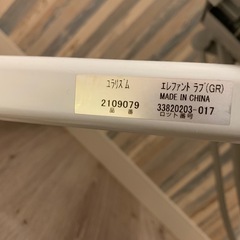 ユラリズム
2109079
品番
エレファント ラブ(GR)
MADE IN CHINA
33820203-017
ロット番号